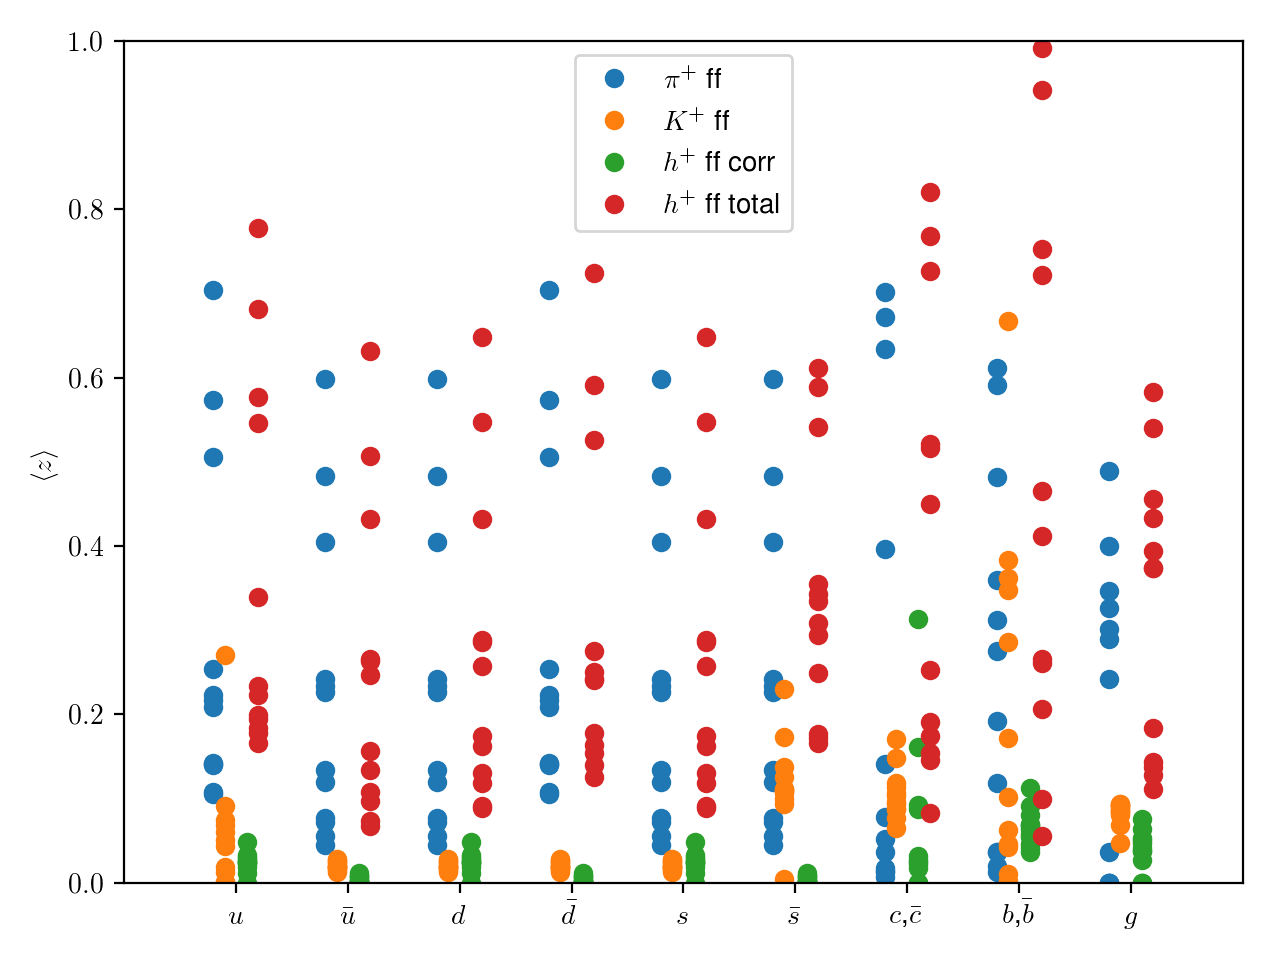 1.0
0.8
0.6
0.4
0.2
0.0
⟨z⟩
π⁺ ff
K⁺ ff
h⁺ ff corr
h⁺ ff total
u ū d d̄ s s̄ c,c̄ b,b̄ g